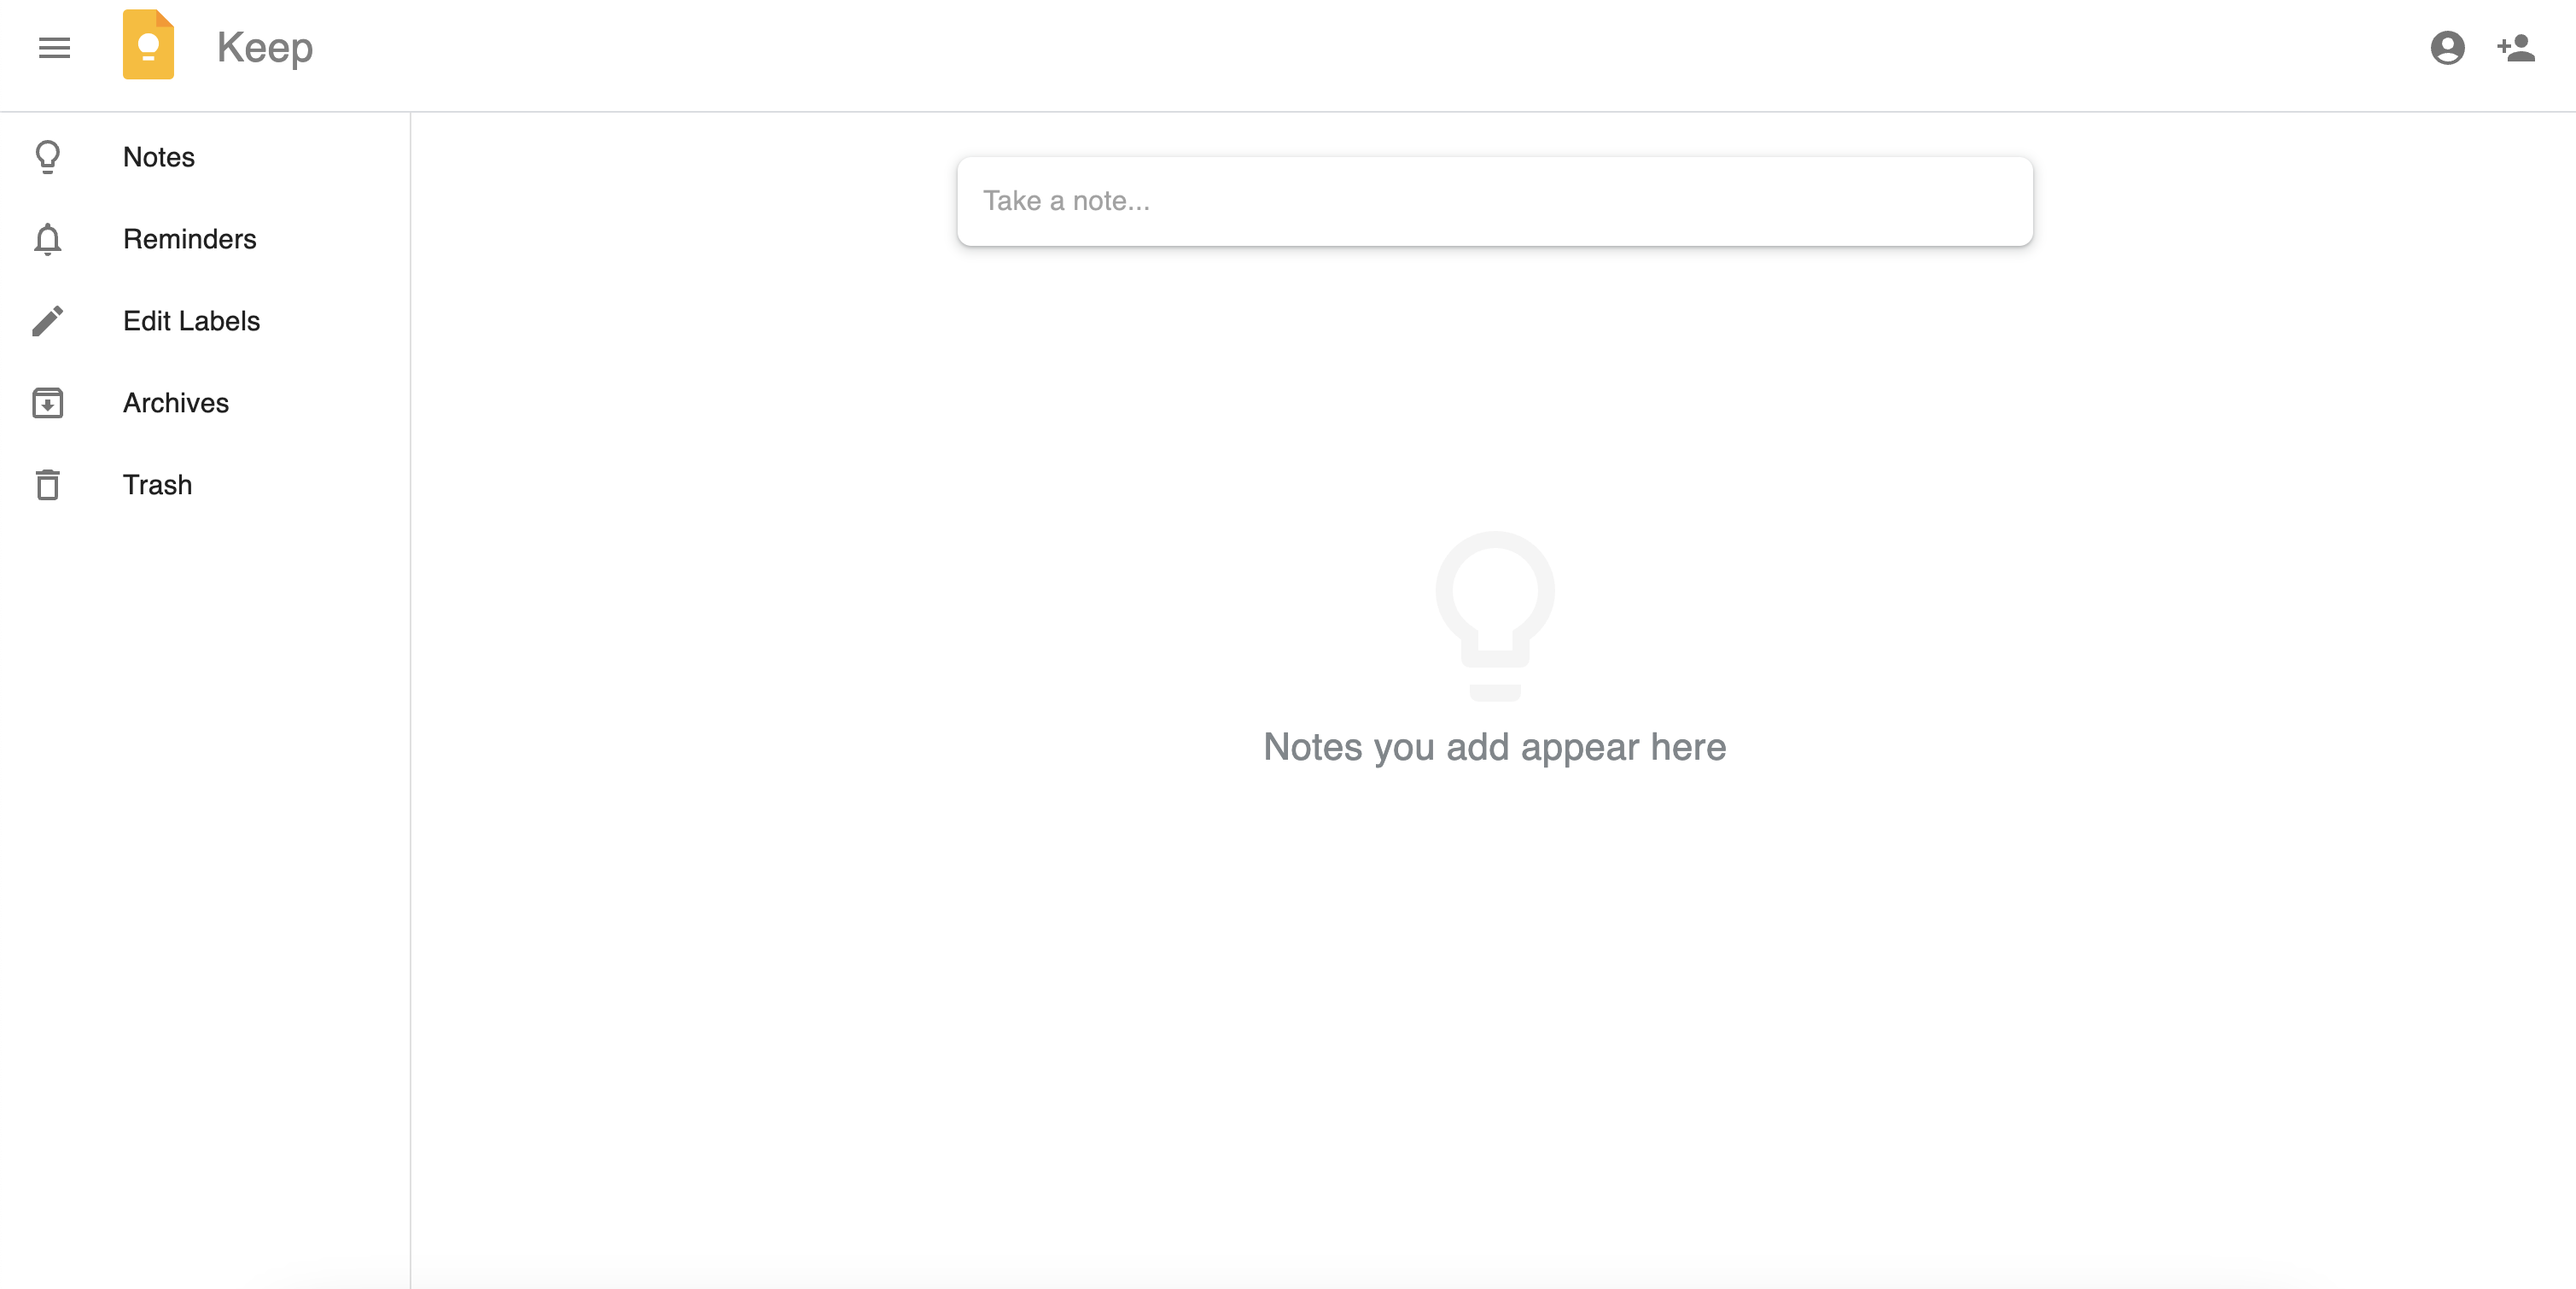 Keep
Notes
Reminders
Edit Labels
Archives
Trash
Take a note...
Notes you add appear here